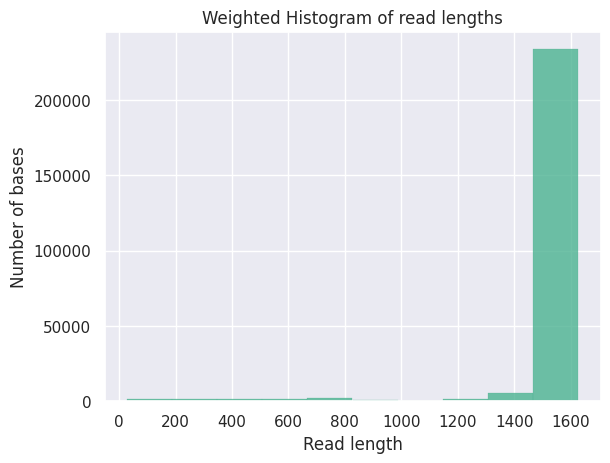 Weighted Histogram of read lengths
Number of bases
200000
150000
100000
50000
0
0 200 400 600 800 1000 1200 1400 1600
Read length